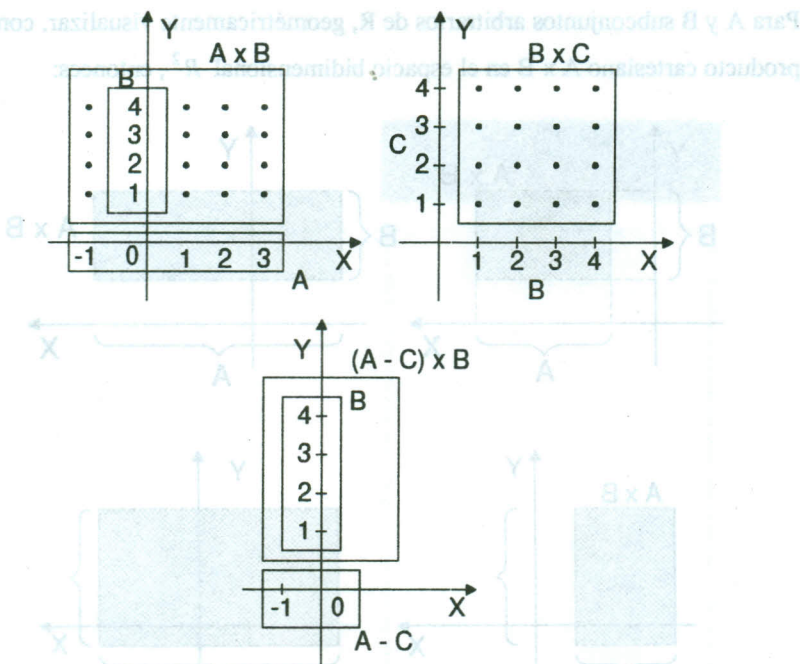 Para A y B subconjuntos arbitrarios de R, geométricamente visualizar, con
producto cartesiano A x B en el espacio bidimensional R², entonces:
Y
A x B
B
4
3
2
1
-1 0 1 2 3 X
A
Y
B x C
4
3
C
2
1
1 2 3 4 X
B
A x B
B
Y
X
A
A x B
B
Y
X
A
Y
(A - C) x B
B
4
3
2
1
-1 0 X
A - C
Y
X
Y
A x B
X